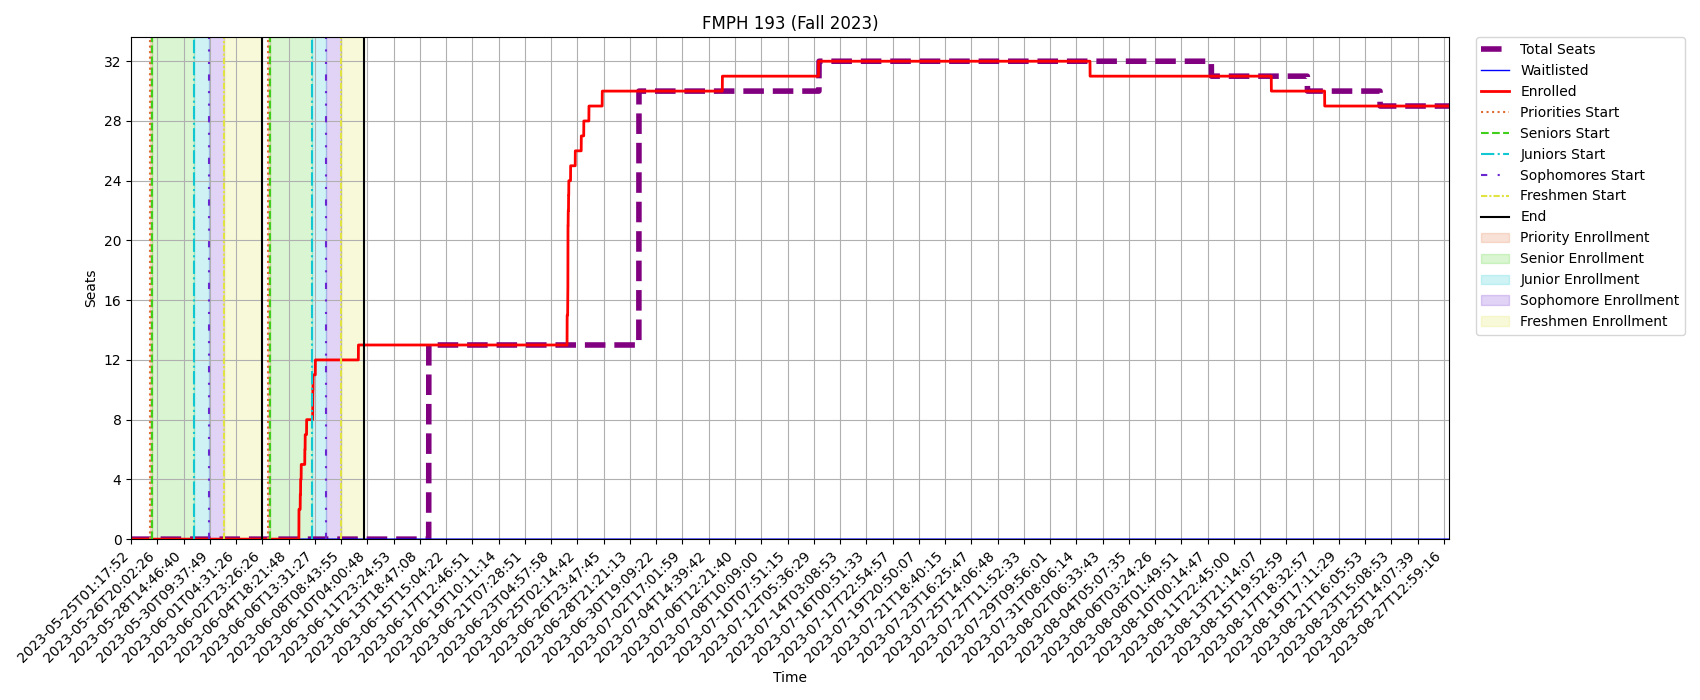 FMPH 193 (Fall 2023)
Seats
32
28
24
20
16
12
8
4
0
2023-05-25T01:17:52
2023-05-26T20:02:26
2023-05-28T14:46:40
2023-05-30T09:37:49
2023-06-01T04:31:26
2023-06-02T23:26:26
2023-06-04T18:21:48
2023-06-06T13:31:27
2023-06-08T08:43:55
2023-06-10T04:00:48
2023-06-11T23:24:53
2023-06-13T18:47:08
2023-06-15T15:04:22
2023-06-17T12:46:51
2023-06-19T10:11:14
2023-06-21T07:28:51
2023-06-23T04:57:58
2023-06-25T02:14:42
2023-06-26T23:47:45
2023-06-28T21:21:13
2023-06-30T19:09:22
2023-07-02T17:01:59
2023-07-04T14:39:42
2023-07-06T12:21:40
2023-07-08T10:09:00
2023-07-10T07:51:15
2023-07-12T05:36:29
2023-07-14T03:08:53
2023-07-16T00:51:33
2023-07-17T22:54:57
2023-07-19T20:50:07
2023-07-21T18:40:15
2023-07-23T16:25:47
2023-07-25T14:06:48
2023-07-27T11:52:33
2023-07-29T09:56:01
2023-07-31T08:06:14
2023-08-02T06:33:43
2023-08-04T05:07:35
2023-08-06T03:24:26
2023-08-08T01:49:51
2023-08-10T00:14:47
2023-08-11T22:45:00
2023-08-13T21:14:07
2023-08-15T19:52:59
2023-08-17T18:32:57
2023-08-19T17:11:29
2023-08-21T16:05:53
2023-08-23T15:08:53
2023-08-25T14:07:39
2023-08-27T12:59:16
Time
Total Seats
Waitlisted
Enrolled
Priorities Start
Seniors Start
Juniors Start
Sophomores Start
Freshmen Start
End
Priority Enrollment
Senior Enrollment
Junior Enrollment
Sophomore Enrollment
Freshmen Enrollment